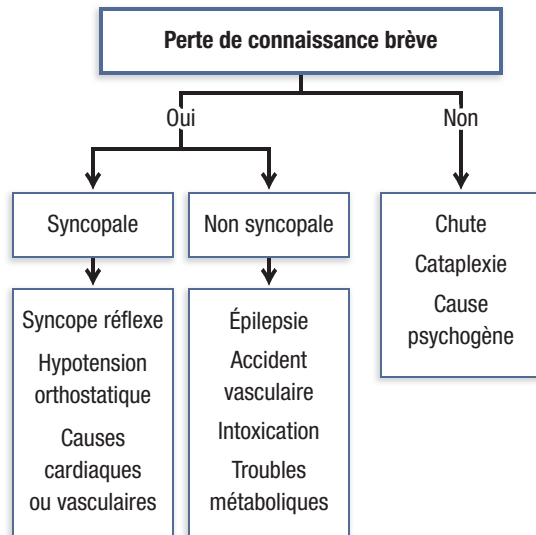 Perte de connaissance brève
Oui
Non
Syncopale
Non syncopale
Chute
Cataplexie
Cause
psychogène
Syncope réflexe
Hypotension
orthostatique
Causes
cardiaques
ou vasculaires
Épilepsie
Accident
vasculaire
Intoxication
Troubles
métaboliques